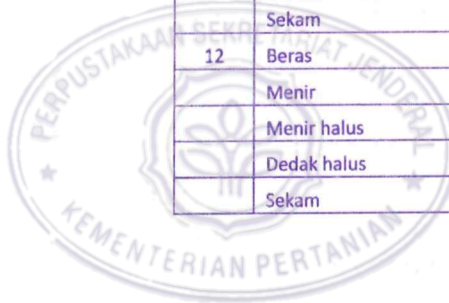 Sekam
12 Beras
Menir
Menir halus
Dedak halus
Sekam
PERPUSTAKAAN SEKRETARIAT JENDERAL
KEMENTERIAN PERTANIAN